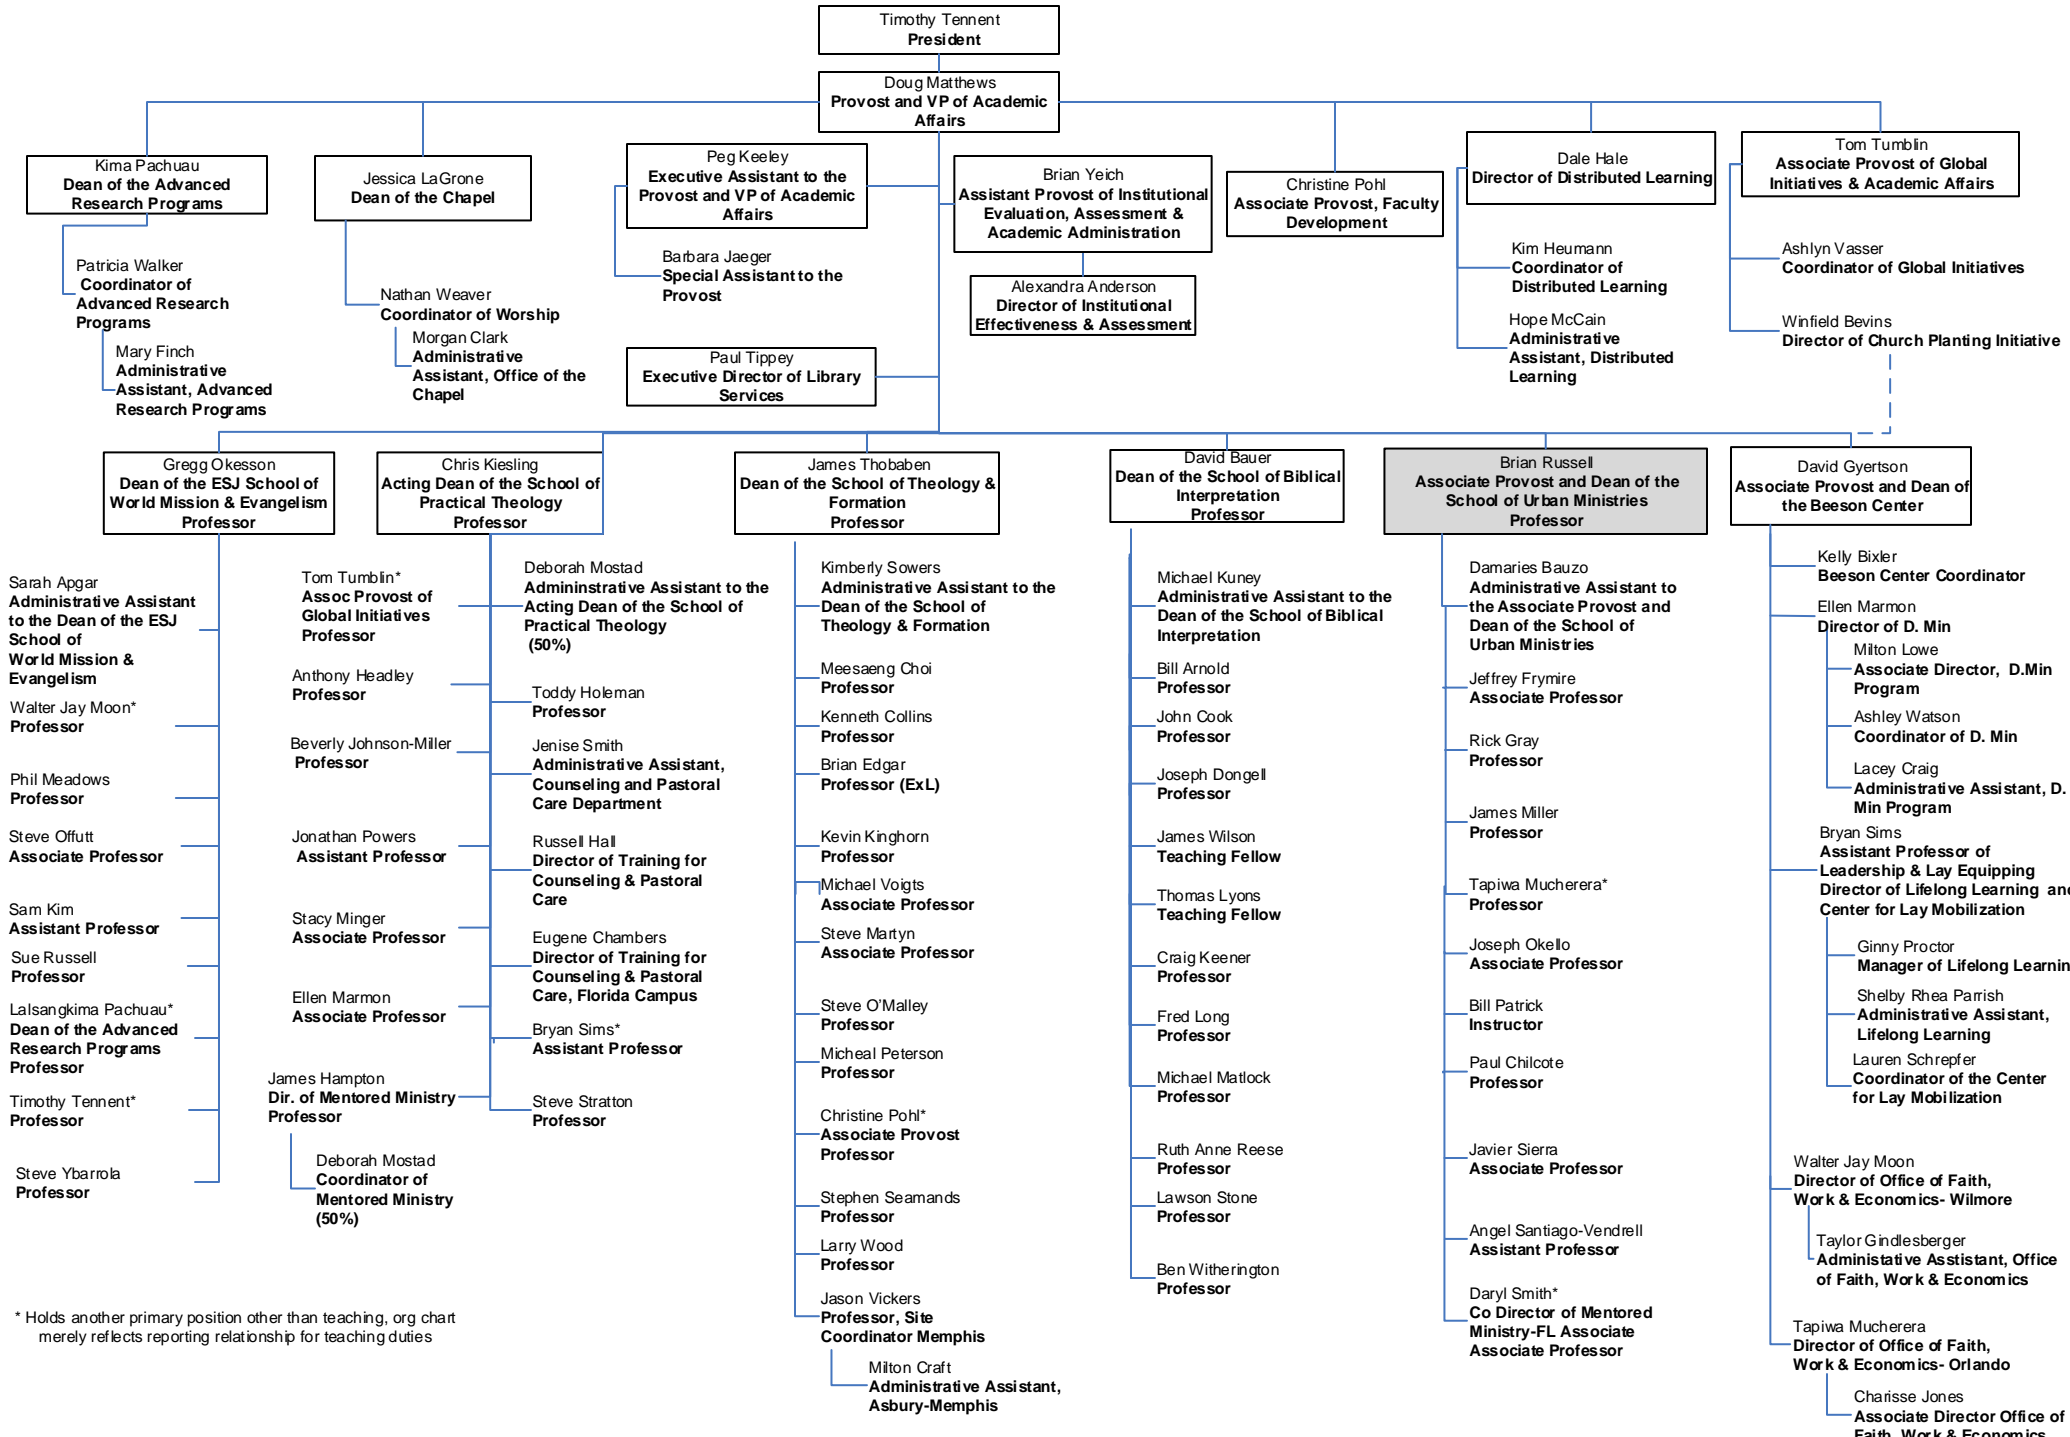 Timothy Tennent
President
Doug Matthews
Provost and VP of Academic
Affairs
Kima Pachuau
Dean of the Advanced
Research Programs
Patricia Walker
Coordinator of
Advanced Research
Programs
Mary Finch
Administrative
Assistant, Advanced
Research Programs
Jessica LaGrone
Dean of the Chapel
Nathan Weaver
Coordinator of Worship
Morgan Clark
Administrative
Assistant, Office of the
Chapel
Peg Keeley
Executive Assistant to the
Provost and VP of Academic
Affairs
Barbara Jaeger
Special Assistant to the
Provost
Paul Tippey
Executive Director of Library
Services
Brian Yeich
Assistant Provost of Institutional
Evaluation, Assessment &
Academic Administration
Alexandra Anderson
Director of Institutional
Effectiveness & Assessment
Christine Pohl
Associate Provost, Faculty
Development
Dale Hale
Director of Distributed Learning
Kim Heumann
Coordinator of
Distributed Learning
Hope McCain
Administrative
Assistant, Distributed
Learning
Tom Tumblin
Associate Provost of Global
Initiatives & Academic Affairs
Ashlyn Vasser
Coordinator of Global Initiatives
Winfield Bevins
Director of Church Planting Initiative
Gregg Okesson
Dean of the ESJ School of
World Mission & Evangelism
Professor
Sarah Apgar
Administrative Assistant
to the Dean of the ESJ
School of
World Mission &
Evangelism
Walter Jay Moon*
Professor
Phil Meadows
Professor
Steve Offutt
Associate Professor
Sam Kim
Assistant Professor
Sue Russell
Professor
Lalsangkima Pachuau*
Dean of the Advanced
Research Programs
Professor
Timothy Tennent*
Professor
Steve Ybarrola
Professor
Chris Kiesling
Acting Dean of the School of
Practical Theology
Professor
Tom Tumblin*
Assoc Provost of
Global Initiatives
Professor
Anthony Headley
Professor
Beverly Johnson-Miller
Professor
Jonathan Powers
Assistant Professor
Stacy Minger
Associate Professor
Ellen Marmon
Associate Professor
James Hampton
Dir. of Mentored Ministry
Professor
Deborah Mostad
Coordinator of
Mentored Ministry
(50%)
Deborah Mostad
Admininstrative Assistant to the
Acting Dean of the School of
Practical Theology
(50%)
Toddy Holeman
Professor
Jenise Smith
Administrative Assistant,
Counseling and Pastoral
Care Department
Russell Hall
Director of Training for
Counseling & Pastoral
Care
Eugene Chambers
Director of Training for
Counseling & Pastoral
Care, Florida Campus
Bryan Sims*
Assistant Professor
Steve Stratton
Professor
James Thobaben
Dean of the School of Theology &
Formation
Professor
Kimberly Sowers
Administrative Assistant to the
Dean of the School of
Theology & Formation
Meesaeng Choi
Professor
Kenneth Collins
Professor
Brian Edgar
Professor (ExL)
Kevin Kinghorn
Professor
Michael Voigts
Associate Professor
Steve Martyn
Associate Professor
Steve O’Malley
Professor
Micheal Peterson
Professor
Christine Pohl*
Associate Provost
Professor
Stephen Seamands
Professor
Larry Wood
Professor
Jason Vickers
Professor, Site
Coordinator Memphis
Milton Craft
Administrative Assistant,
Asbury-Memphis
David Bauer
Dean of the School of Biblical
Interpretation
Professor
Michael Kuney
Administrative Assistant to the
Dean of the School of Biblical
Interpretation
Bill Arnold
Professor
John Cook
Professor
Joseph Dongell
Professor
James Wilson
Teaching Fellow
Thomas Lyons
Teaching Fellow
Craig Keener
Professor
Fred Long
Professor
Michael Matlock
Professor
Ruth Anne Reese
Professor
Lawson Stone
Professor
Ben Witherington
Professor
Brian Russell
Associate Provost and Dean of the
School of Urban Ministries
Professor
Damaries Bauzo
Administrative Assistant to
the Associate Provost and
Dean of the School of
Urban Ministries
Jeffrey Frymire
Associate Professor
Rick Gray
Professor
James Miller
Professor
Tapiwa Mucherera*
Professor
Joseph Okello
Associate Professor
Bill Patrick
Instructor
Paul Chilcote
Professor
Javier Sierra
Associate Professor
Angel Santiago-Vendrell
Assistant Professor
Daryl Smith*
Co Director of Mentored
Ministry-FL Associate
Associate Professor
David Gyertson
Associate Provost and Dean of
the Beeson Center
Kelly Bixler
Beeson Center Coordinator
Ellen Marmon
Director of D. Min
Milton Lowe
Associate Director, D.Min
Program
Ashley Watson
Coordinator of D. Min
Lacey Craig
Administrative Assistant, D.
Min Program
Bryan Sims
Assistant Professor of
Leadership & Lay Equipping
Director of Lifelong Learning and
Center for Lay Mobilization
Ginny Proctor
Manager of Lifelong Learnin
Shelby Rhea Parrish
Administrative Assistant,
Lifelong Learning
Lauren Schrepfer
Coordinator of the Center
for Lay Mobilization
Walter Jay Moon
Director of Office of Faith,
Work & Economics- Wilmore
Taylor Gindlesberger
Administative Asstistant, Office
of Faith, Work & Economics
Tapiwa Mucherera
Director of Office of Faith,
Work & Economics- Orlando
Charisse Jones
Associate Director Office of
Faith, Work & Economics
* Holds another primary position other than teaching, org chart
merely reflects reporting relationship for teaching duties